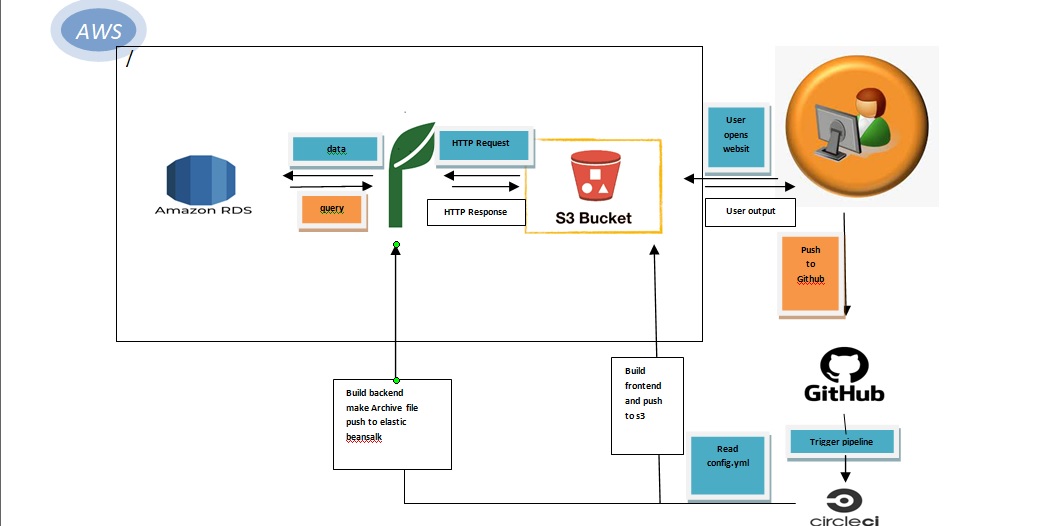 AWS
/
User
opens
websit
data
HTTP Request
query
HTTP Response
Amazon RDS
S3 Bucket
User output
Push
to
Github
GitHub
Build backend
make Archive file
push to elastic
beansalk
Build
frontend
and push
to s3
Read
config.yml
Trigger pipeline
circleci